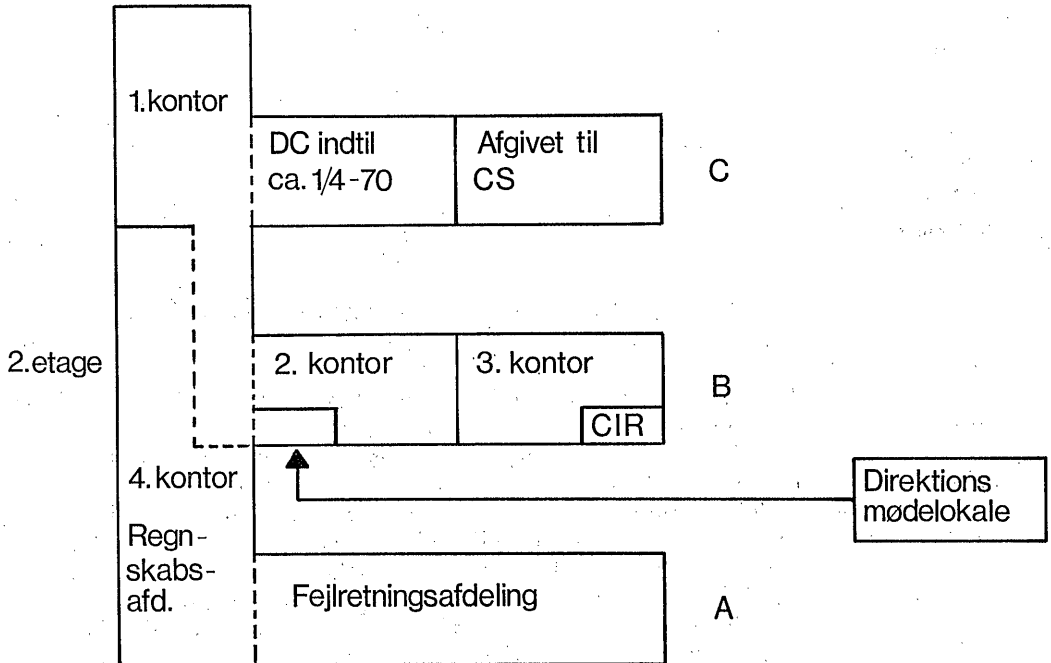 1. kontor
DC indtil
ca. 1/4-70
Afgivet til
CS
C
2. etage
2. kontor
3. kontor
CIR
B
4. kontor
Regn-
skabs-
afd.
Direktions
mødelokale
Fejlretningsafdeling
A